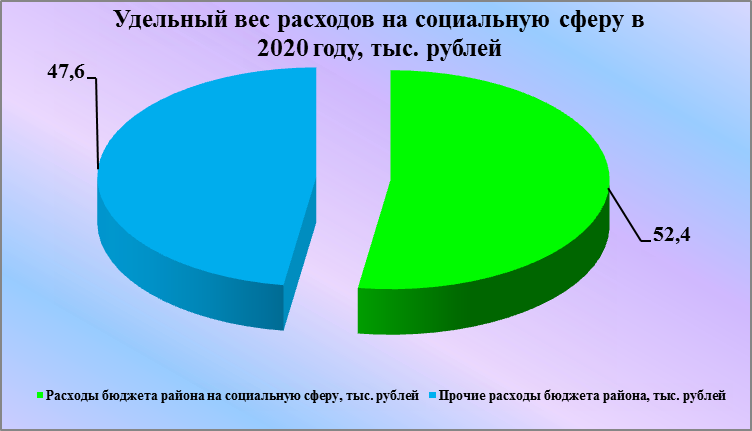 Удельный вес расходов на социальную сферу в
2020 году, тыс. рублей
47,6
52,4
Расходы бюджета района на социальную сферу, тыс. рублей
Прочие расходы бюджета района, тыс. рублей